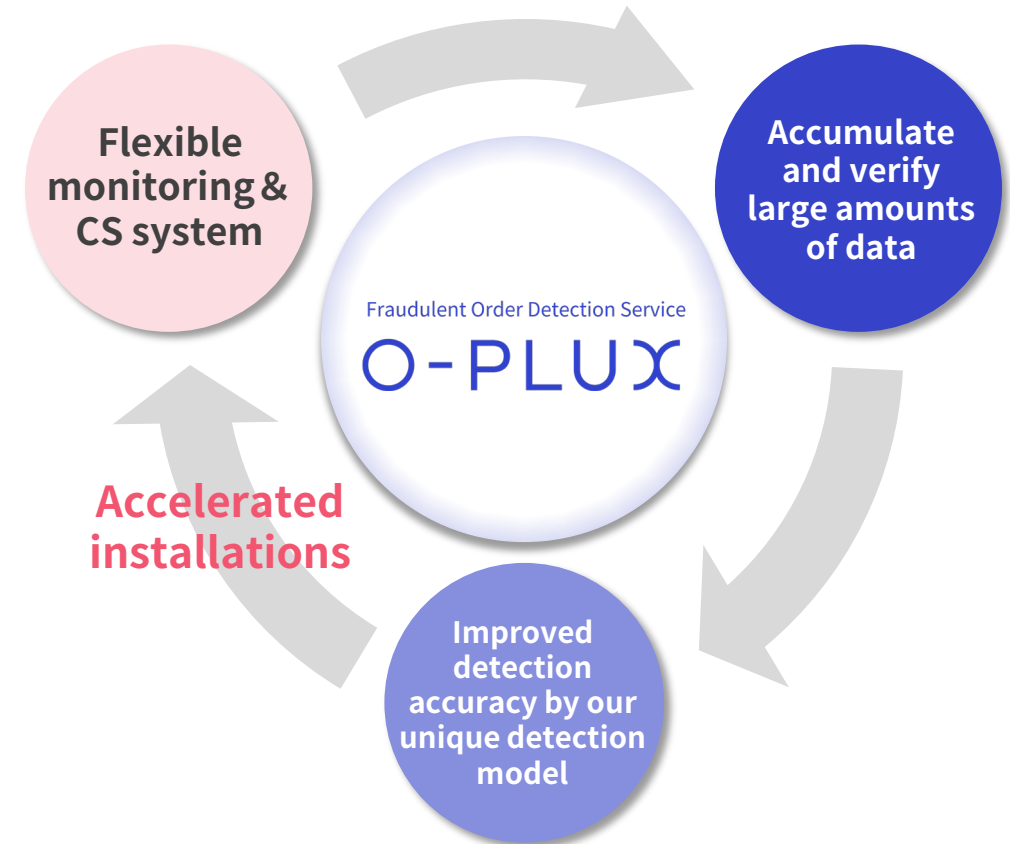 Flexible
monitoring &
CS system
Accumulate
and verify
large amounts
of data
Fraudulent Order Detection Service
O-PLUX
Accelerated
installations
Improved
detection
accuracy by our
unique detection
model